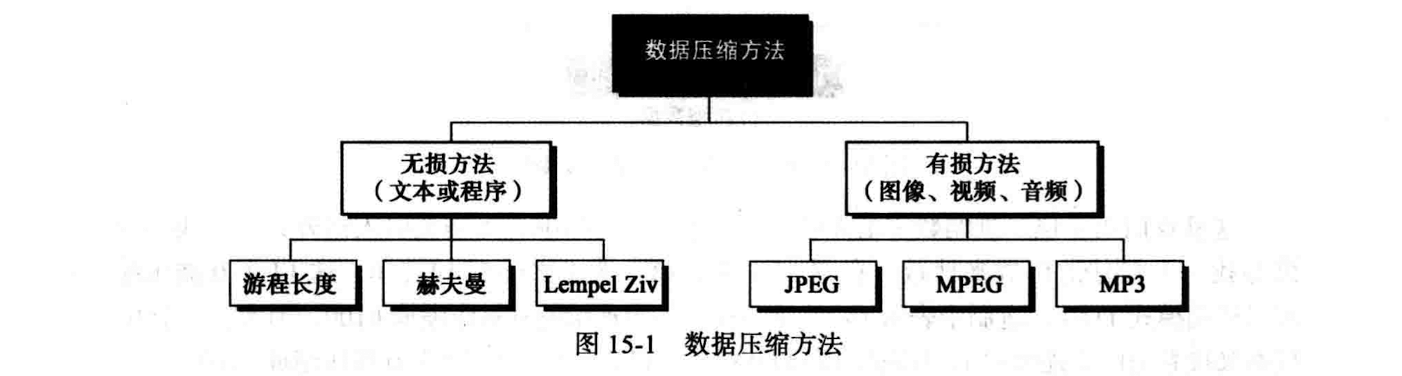 数据压缩方法
无损方法
（文本或程序）
有损方法
（图像、视频、音频）
游程长度
赫夫曼
Lempel Ziv
JPEG
MPEG
MP3
图 15-1 数据压缩方法